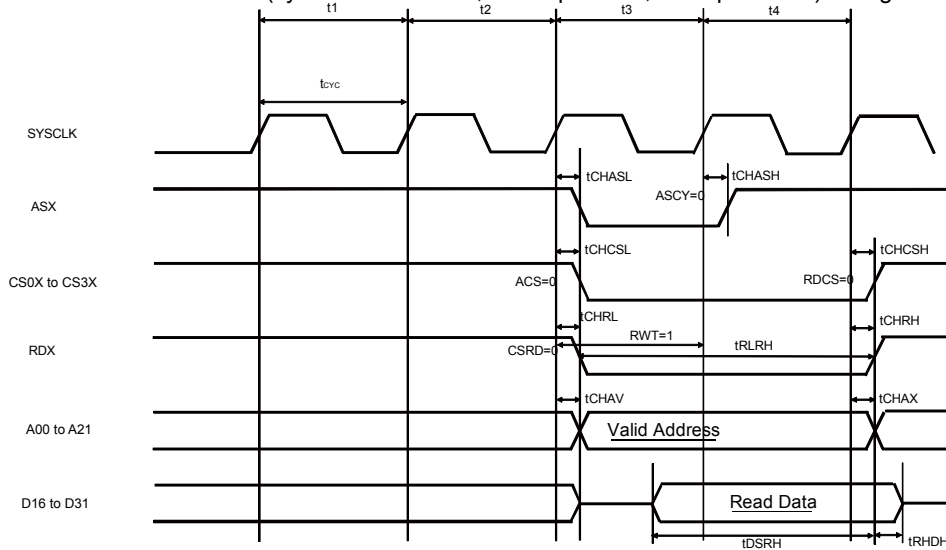 t1 t2 t3 t4
tCYC
SYSCLK
tCHASL tCHASH
ASCY=0
ASX
tCHCSL tCHCSH
CS0X to CS3X ACS=0 RDCS=0
tCHRL tCHRH
RWT=1
RDX CSRD=0 tRLRH
tCHAV tCHAX
A00 to A21 Valid Address
D16 to D31 Read Data
tDSRH tRHDH